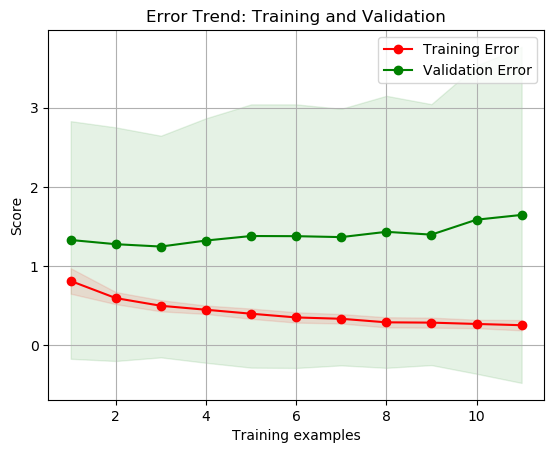 Error Trend: Training and Validation
Training Error
Validation Error
Score
3
2
1
0
2
4
6
8
10
Training examples